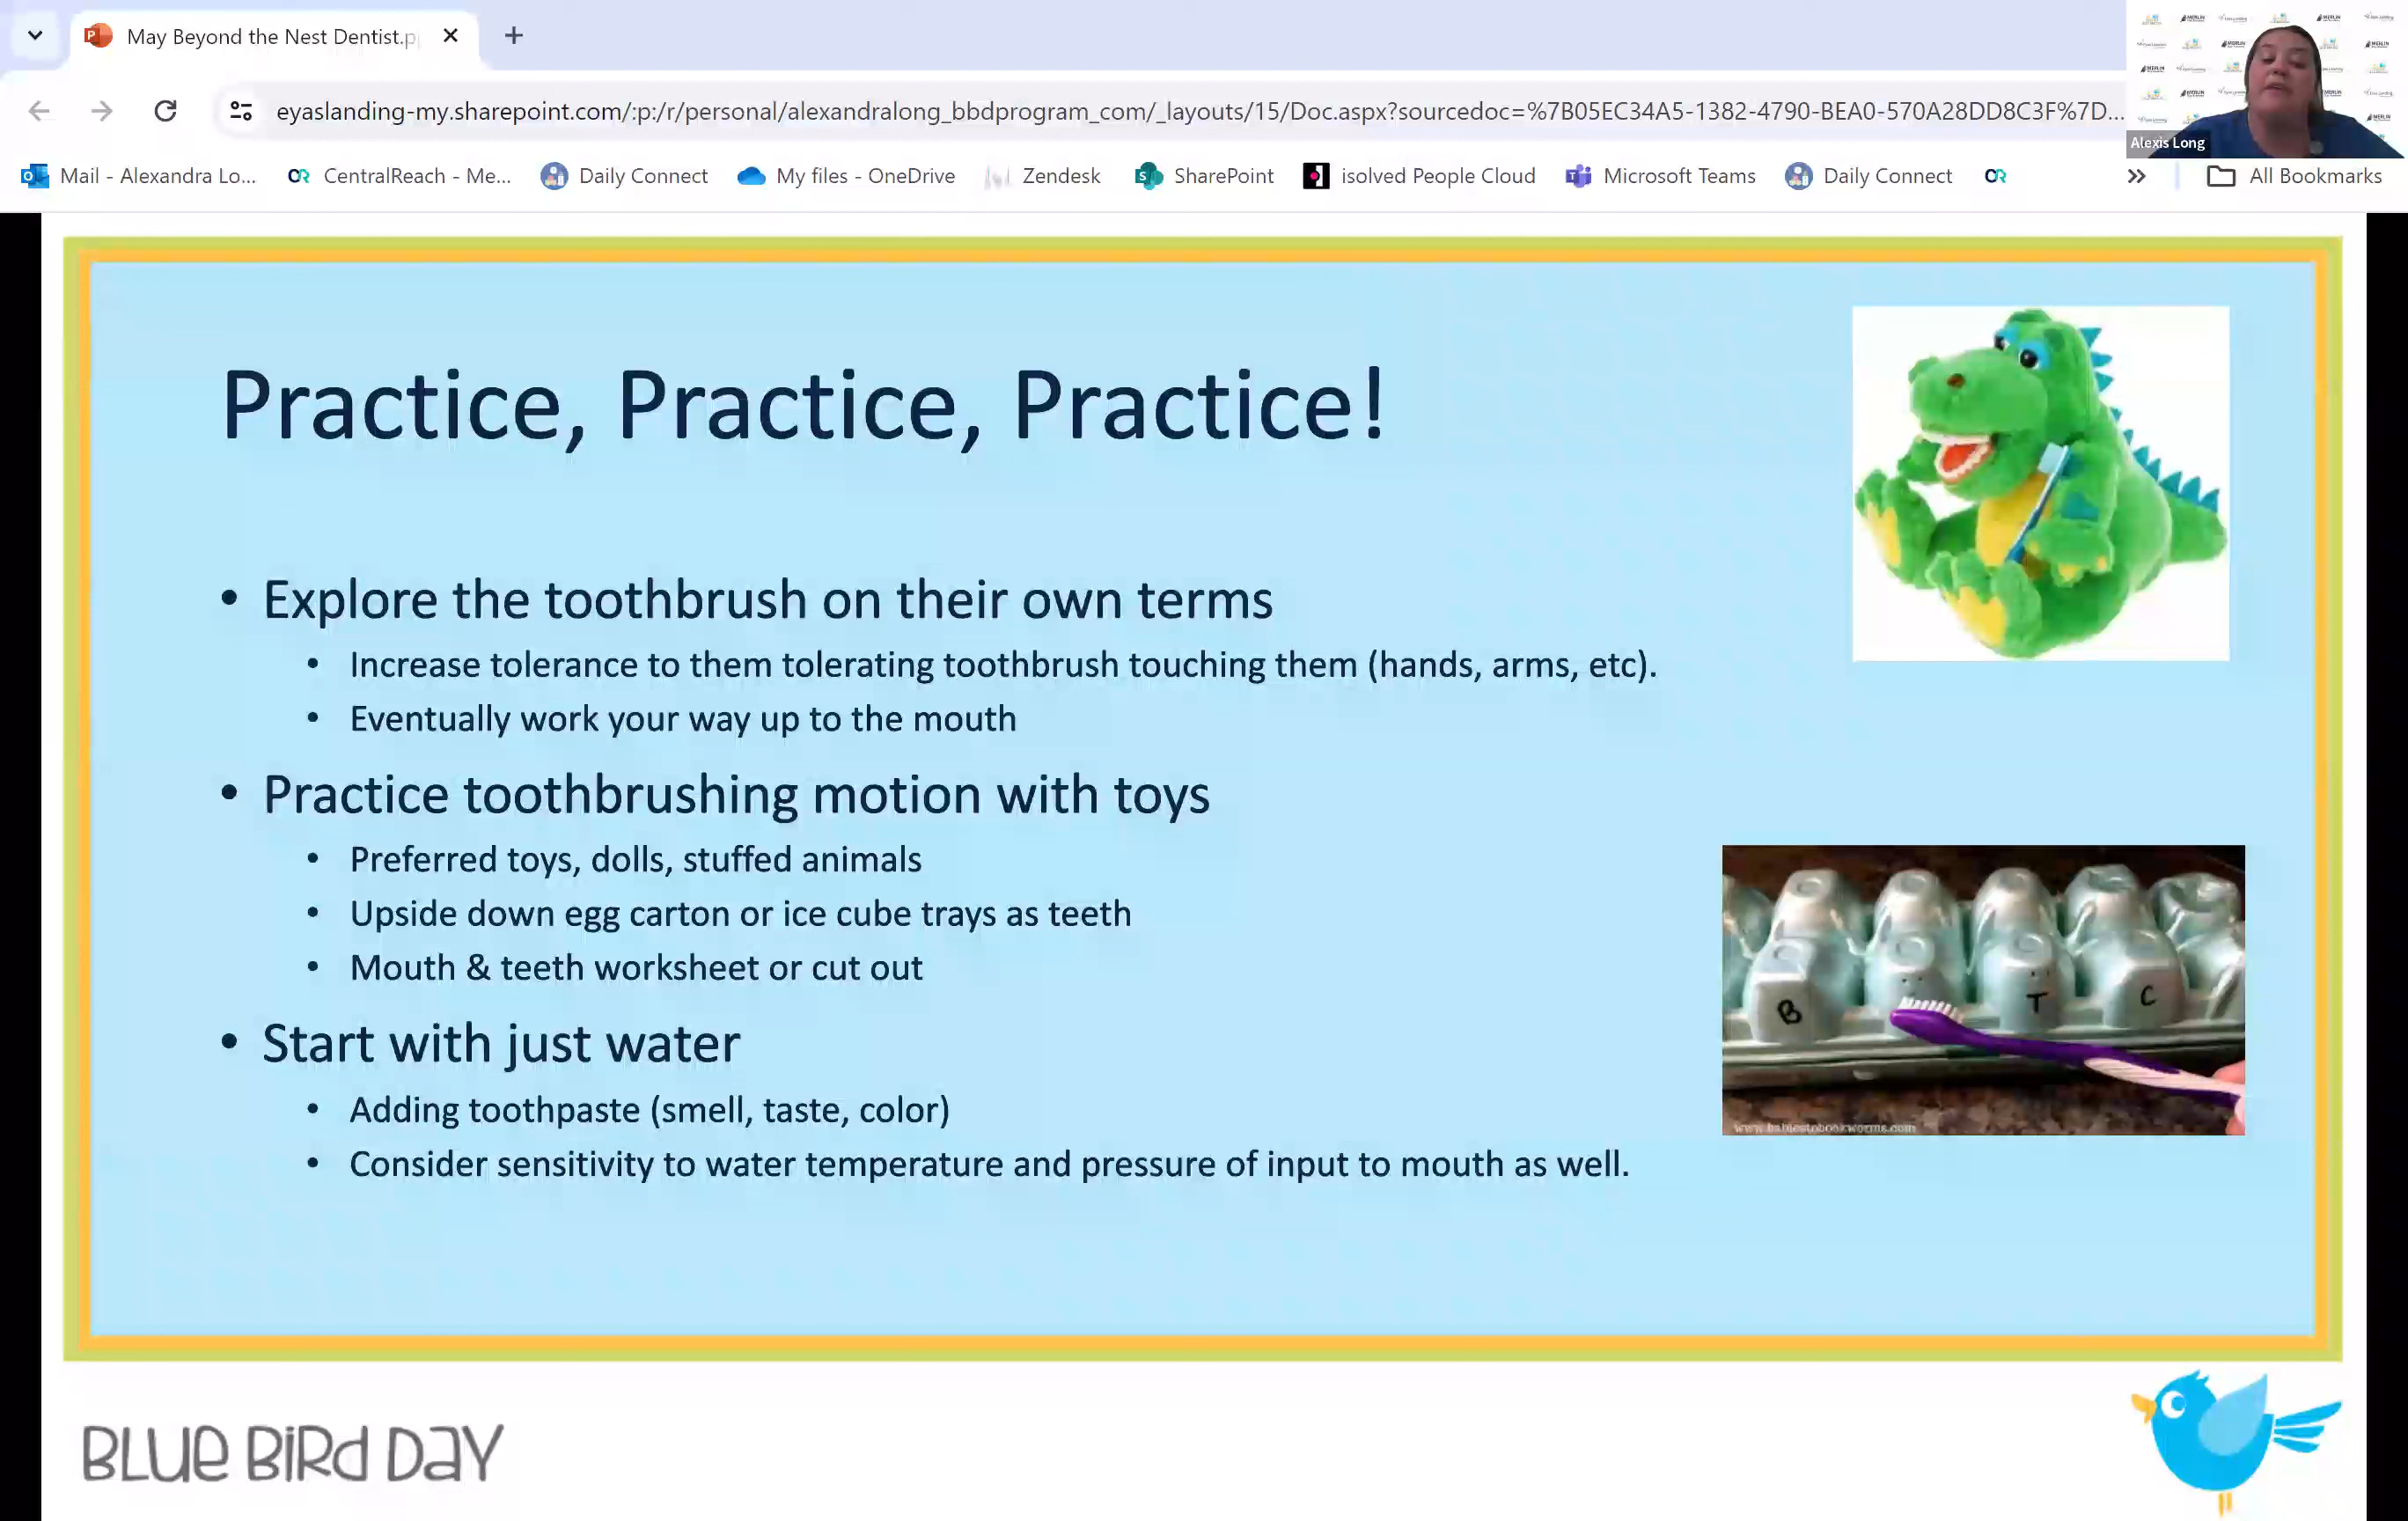 May Beyond the Nest Dentist.p
eyaslanding-my.sharepoint.com/:p:/r/personal/alexandralong_bbdprogram_com/_layouts/15/Doc.aspx?sourcedoc=%7B05EC34A5-1382-4790-BEA0-570A28DD8C3F%7D...
Alexis Long
Mail - Alexandra Lo...
CentralReach - Me...
Daily Connect
My files - OneDrive
Zendesk
SharePoint
isolved People Cloud
Microsoft Teams
Daily Connect
All Bookmarks
Practice, Practice, Practice!
• Explore the toothbrush on their own terms
• Increase tolerance to them tolerating toothbrush touching them (hands, arms, etc).
• Eventually work your way up to the mouth
• Practice toothbrushing motion with toys
• Preferred toys, dolls, stuffed animals
• Upside down egg carton or ice cube trays as teeth
• Mouth & teeth worksheet or cut out
• Start with just water
• Adding toothpaste (smell, taste, color)
• Consider sensitivity to water temperature and pressure of input to mouth as well.
B
T
C
www.babiestobookworms.com
BLUE BiRd DaY